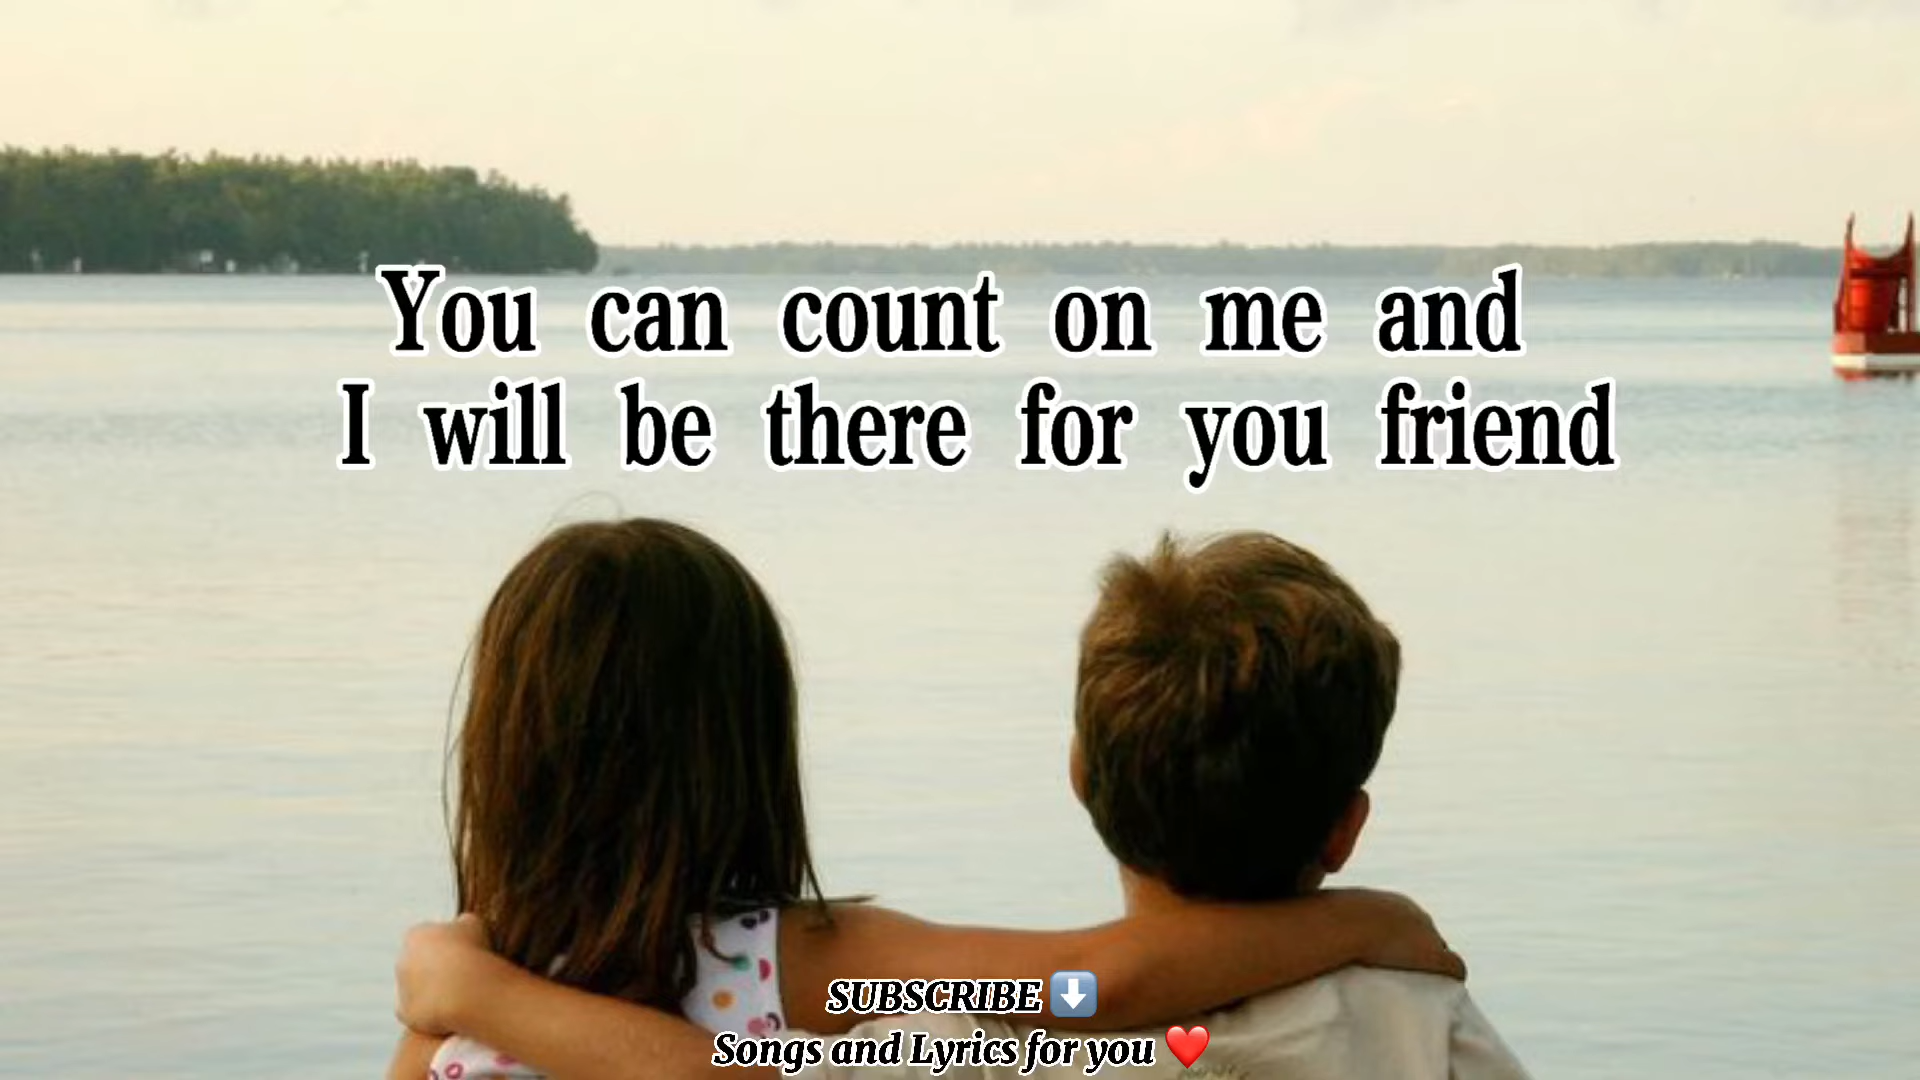 You can count on me and
I will be there for you friend
SUBSCRIBE ⬇️
Songs and Lyrics for you ❤️